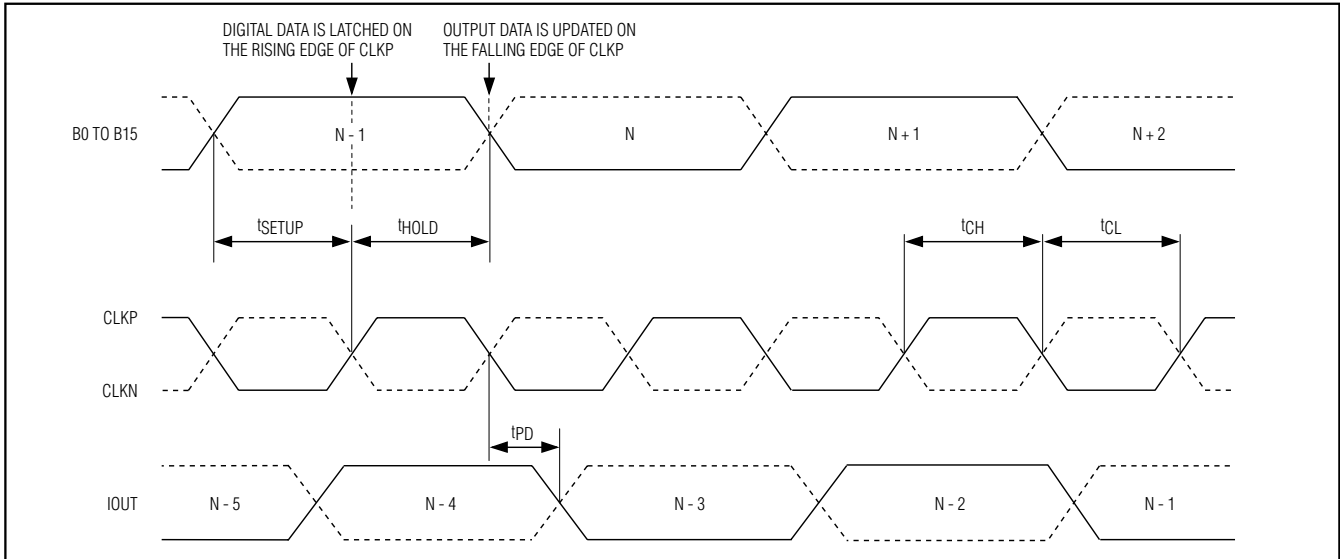 DIGITAL DATA IS LATCHED ON
THE RISING EDGE OF CLKP
OUTPUT DATA IS UPDATED ON
THE FALLING EDGE OF CLKP
B0 TO B15
N - 1
N
N + 1
N + 2
tSETUP
tHOLD
tCH
tCL
CLKP
CLKN
tPD
IOUT
N - 5
N - 4
N - 3
N - 2
N - 1